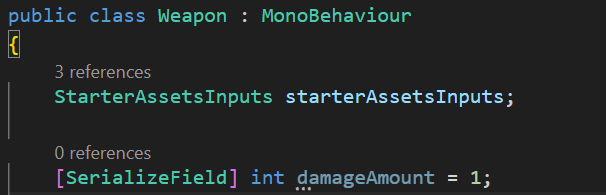 public class Weapon : MonoBehaviour
{
3 references
StarterAssetsInputs starterAssetsInputs;
0 references
[SerializeField] int damageAmount = 1;